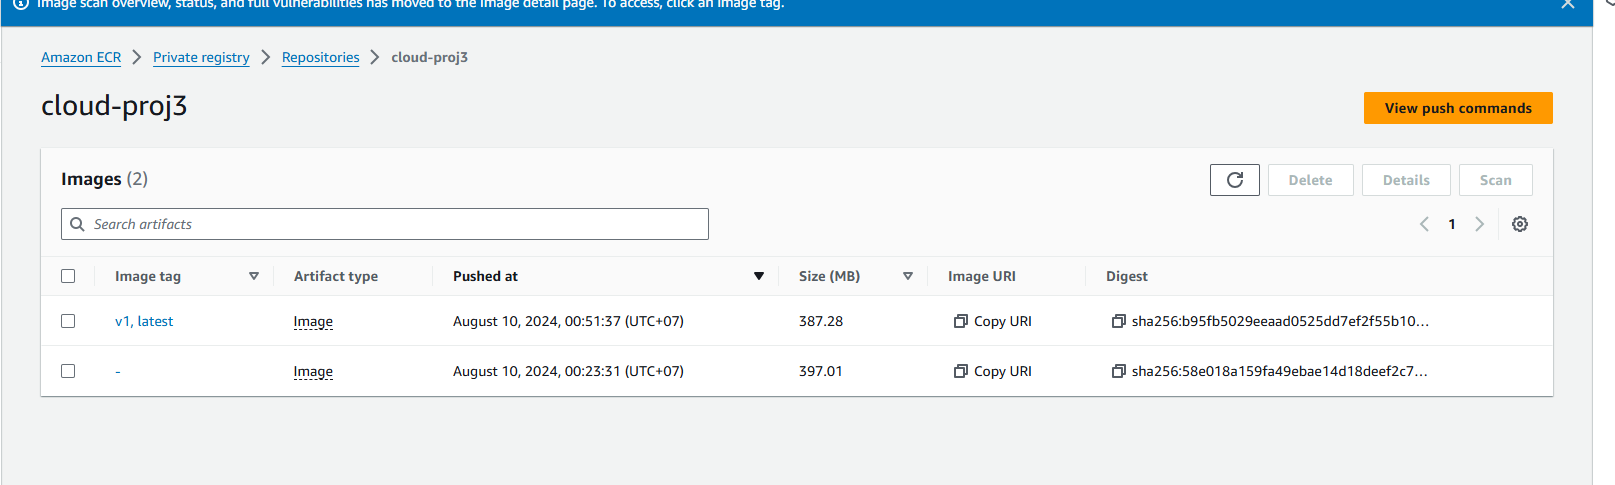 Image scan overview, status, and full vulnerabilities has moved to the image detail page. To access, click an image tag.
Amazon ECR Private registry Repositories cloud-proj3
cloud-proj3
View push commands
Images (2)
Delete Details Scan
Search artifacts
1
Image tag Artifact type Pushed at Size (MB) Image URI Digest
v1, latest Image August 10, 2024, 00:51:37 (UTC+07) 387.28 Copy URI sha256:b95fb5029eeaad0525dd7ef2f55b10...
- Image August 10, 2024, 00:23:31 (UTC+07) 397.01 Copy URI sha256:58e018a159fa49ebae14d18deef2c7...